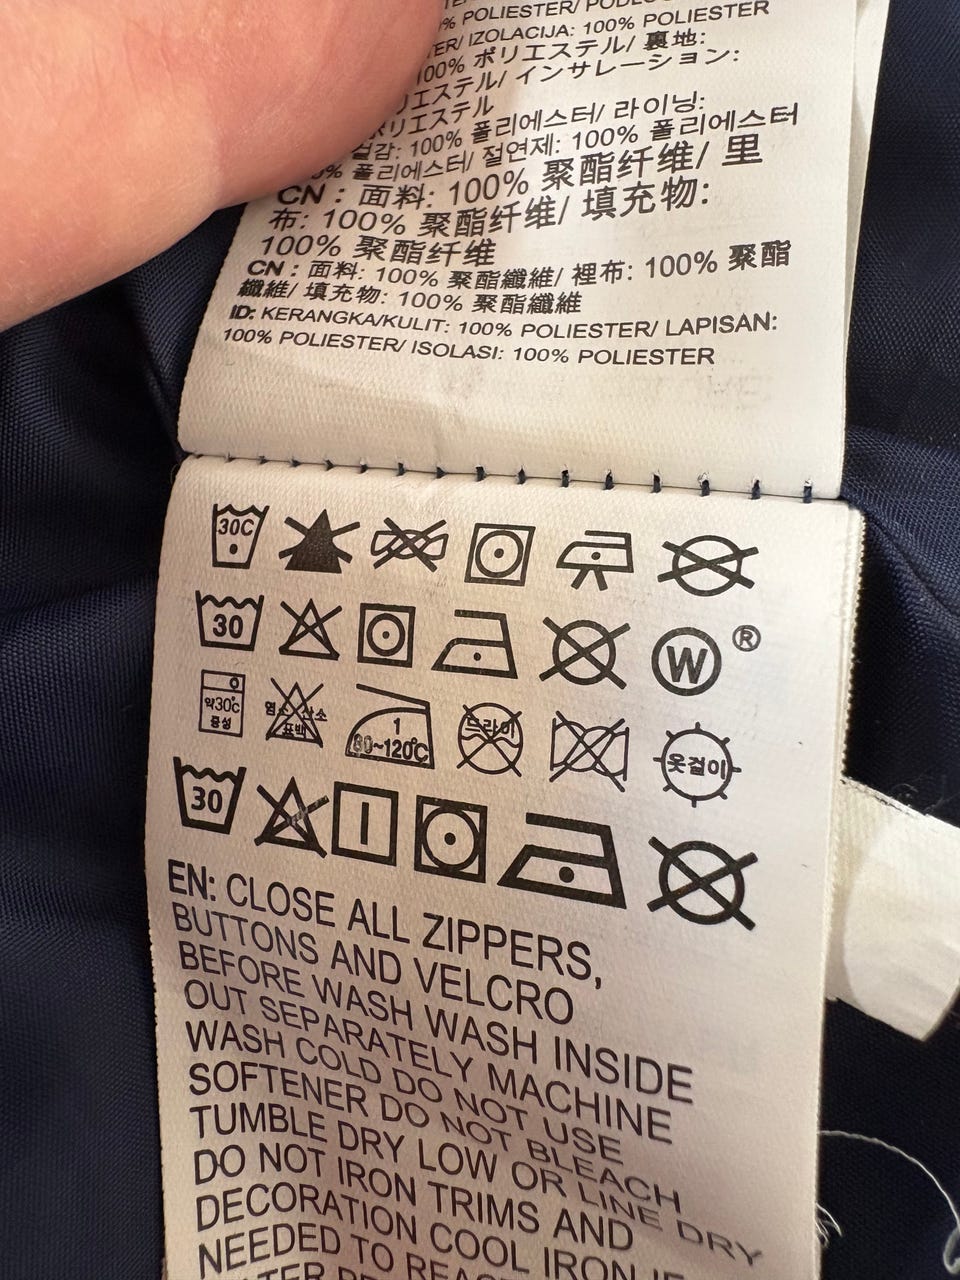 % POLIESTER/
ER/ IZOLACIJA: 100% POLIESTER
100% ポリエステル/ 裏地:
エステル/ インサレーション:
ポリエステル
겉감: 100% 폴리에스터/ 라이닝:
% 폴리에스터/ 절연제: 100% 폴리에스터
CN : 面料: 100% 聚酯纤维/ 里
布: 100% 聚酯纤维/ 填充物:
100% 聚酯纤维
CN : 面料: 100% 聚酯纖維/ 裡布: 100% 聚酯
纖維/ 填充物: 100% 聚酯纖維
ID: KERANGKA/KULIT: 100% POLIESTER/ LAPISAN:
100% POLIESTER/ ISOLASI: 100% POLIESTER
30C
30 W ®
약30℃ 중성 염소 산소 표백 1 80~120℃ 드라이 옷걸이
30
EN: CLOSE ALL ZIPPERS,
BUTTONS AND VELCRO
BEFORE WASH WASH INSIDE
OUT SEPARATELY MACHINE
WASH COLD DO NOT USE
SOFTENER DO NOT BLEACH
TUMBLE DRY LOW OR LINE DRY
DO NOT IRON TRIMS AND
DECORATION COOL IRON IF
NEEDED TO